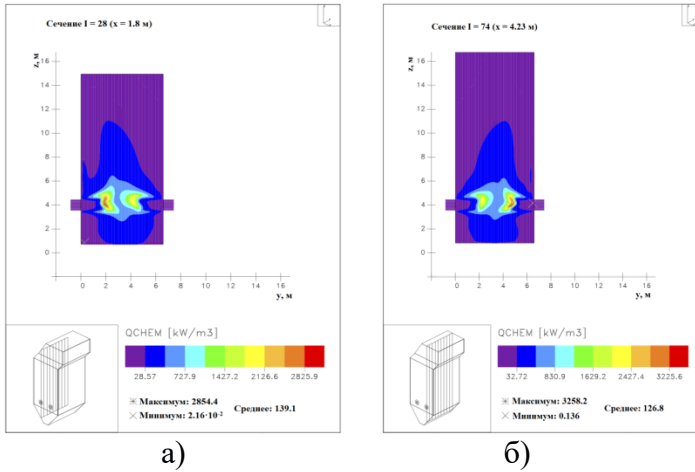 Сечение I = 28 (x = 1.8 м)
z, м
16
14
12
10
8
6
4
2
0
0 2 4 6 8 10 12 14 16
y, м
QCHEM [kW/m3]
28.57 727.9 1427.2 2126.6 2825.9
Максимум: 2854.4
Минимум: 2.16·10⁻²
Среднее: 139.1
а)
Сечение I = 74 (x = 4.23 м)
z, м
16
14
12
10
8
6
4
2
0
0 2 4 6 8 10 12 14 16
y, м
QCHEM [kW/m3]
32.72 830.9 1629.2 2427.4 3225.6
Максимум: 3258.2
Минимум: 0.136
Среднее: 126.8
б)